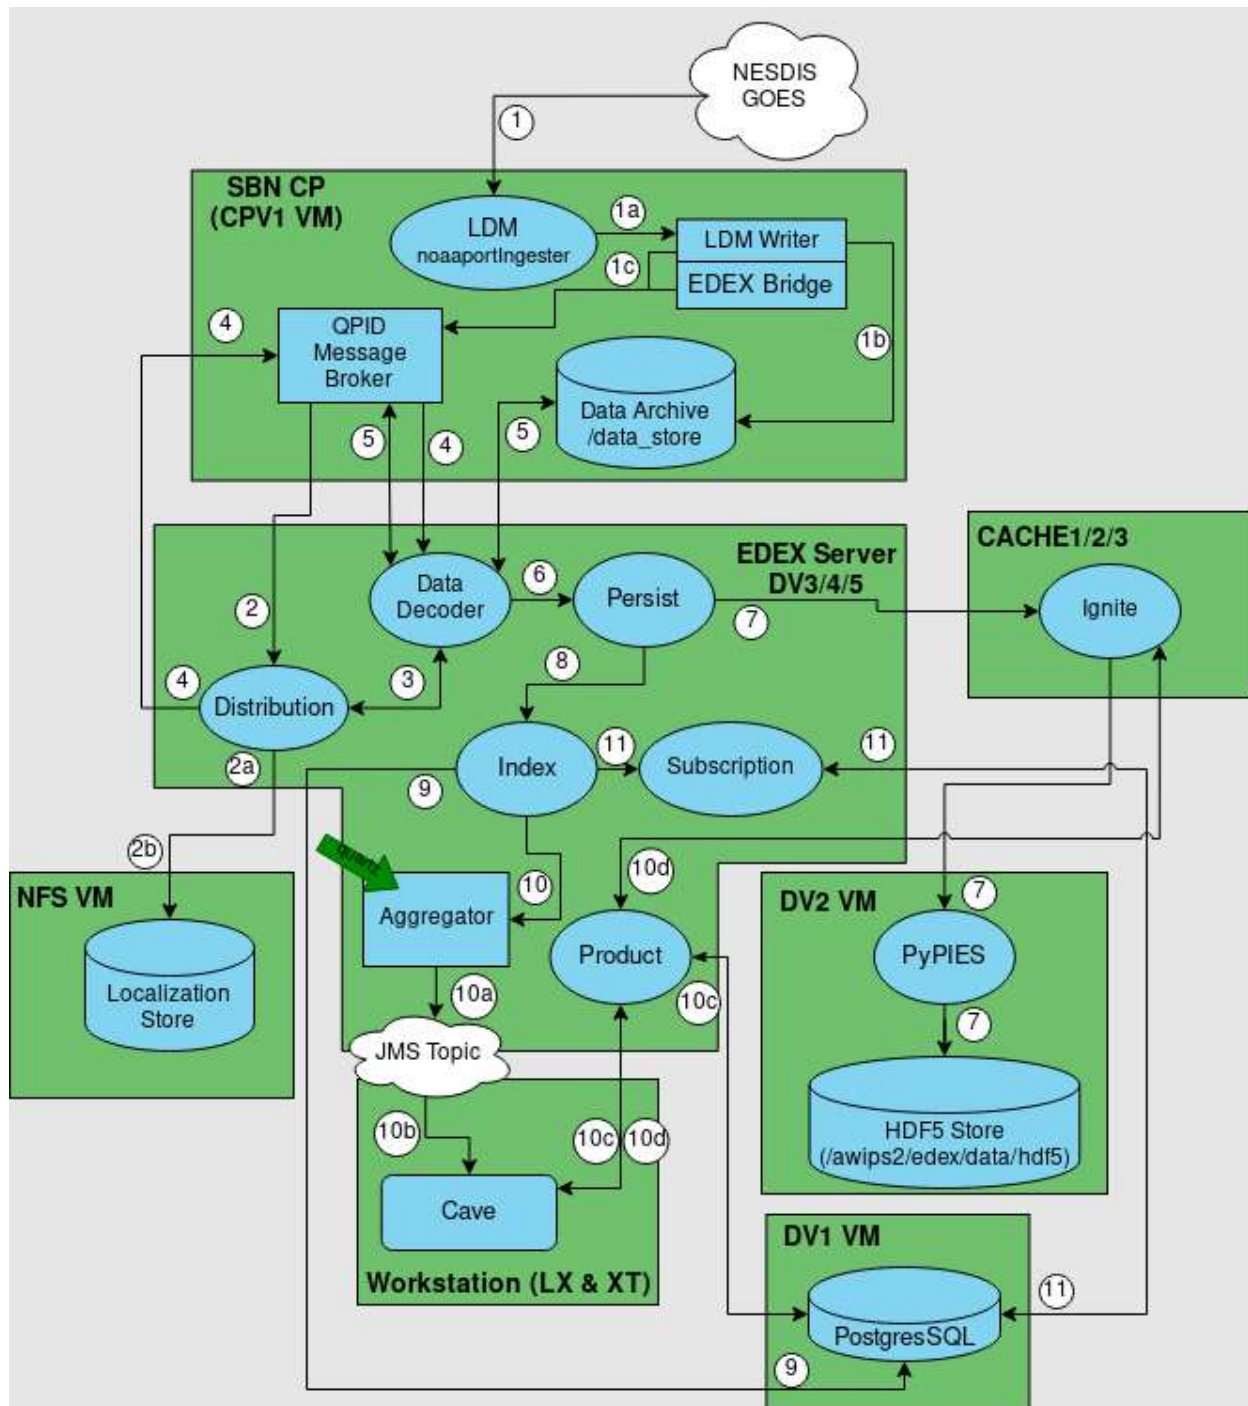 NESDIS
GOES
1
SBN CP
(CPV1 VM)
LDM
noaaportIngester
1a
LDM Writer
EDEX Bridge
1c
1b
4
QPID
Message
Broker
Data Archive
/data_store
5
4
5
EDEX Server
DV3/4/5
CACHE1/2/3
Data
Decoder
6
Persist
7
Ignite
2
4
3
8
Distribution
Index
11
Subscription
11
2a
9
quartz
2b
10
10d
NFS VM
Aggregator
Product
DV2 VM
7
PyPIES
Localization
Store
10a
10c
7
JMS Topic
10b
10c
10d
HDF5 Store
(/awips2/edex/data/hdf5)
Cave
Workstation (LX & XT)
DV1 VM
11
PostgresSQL
9